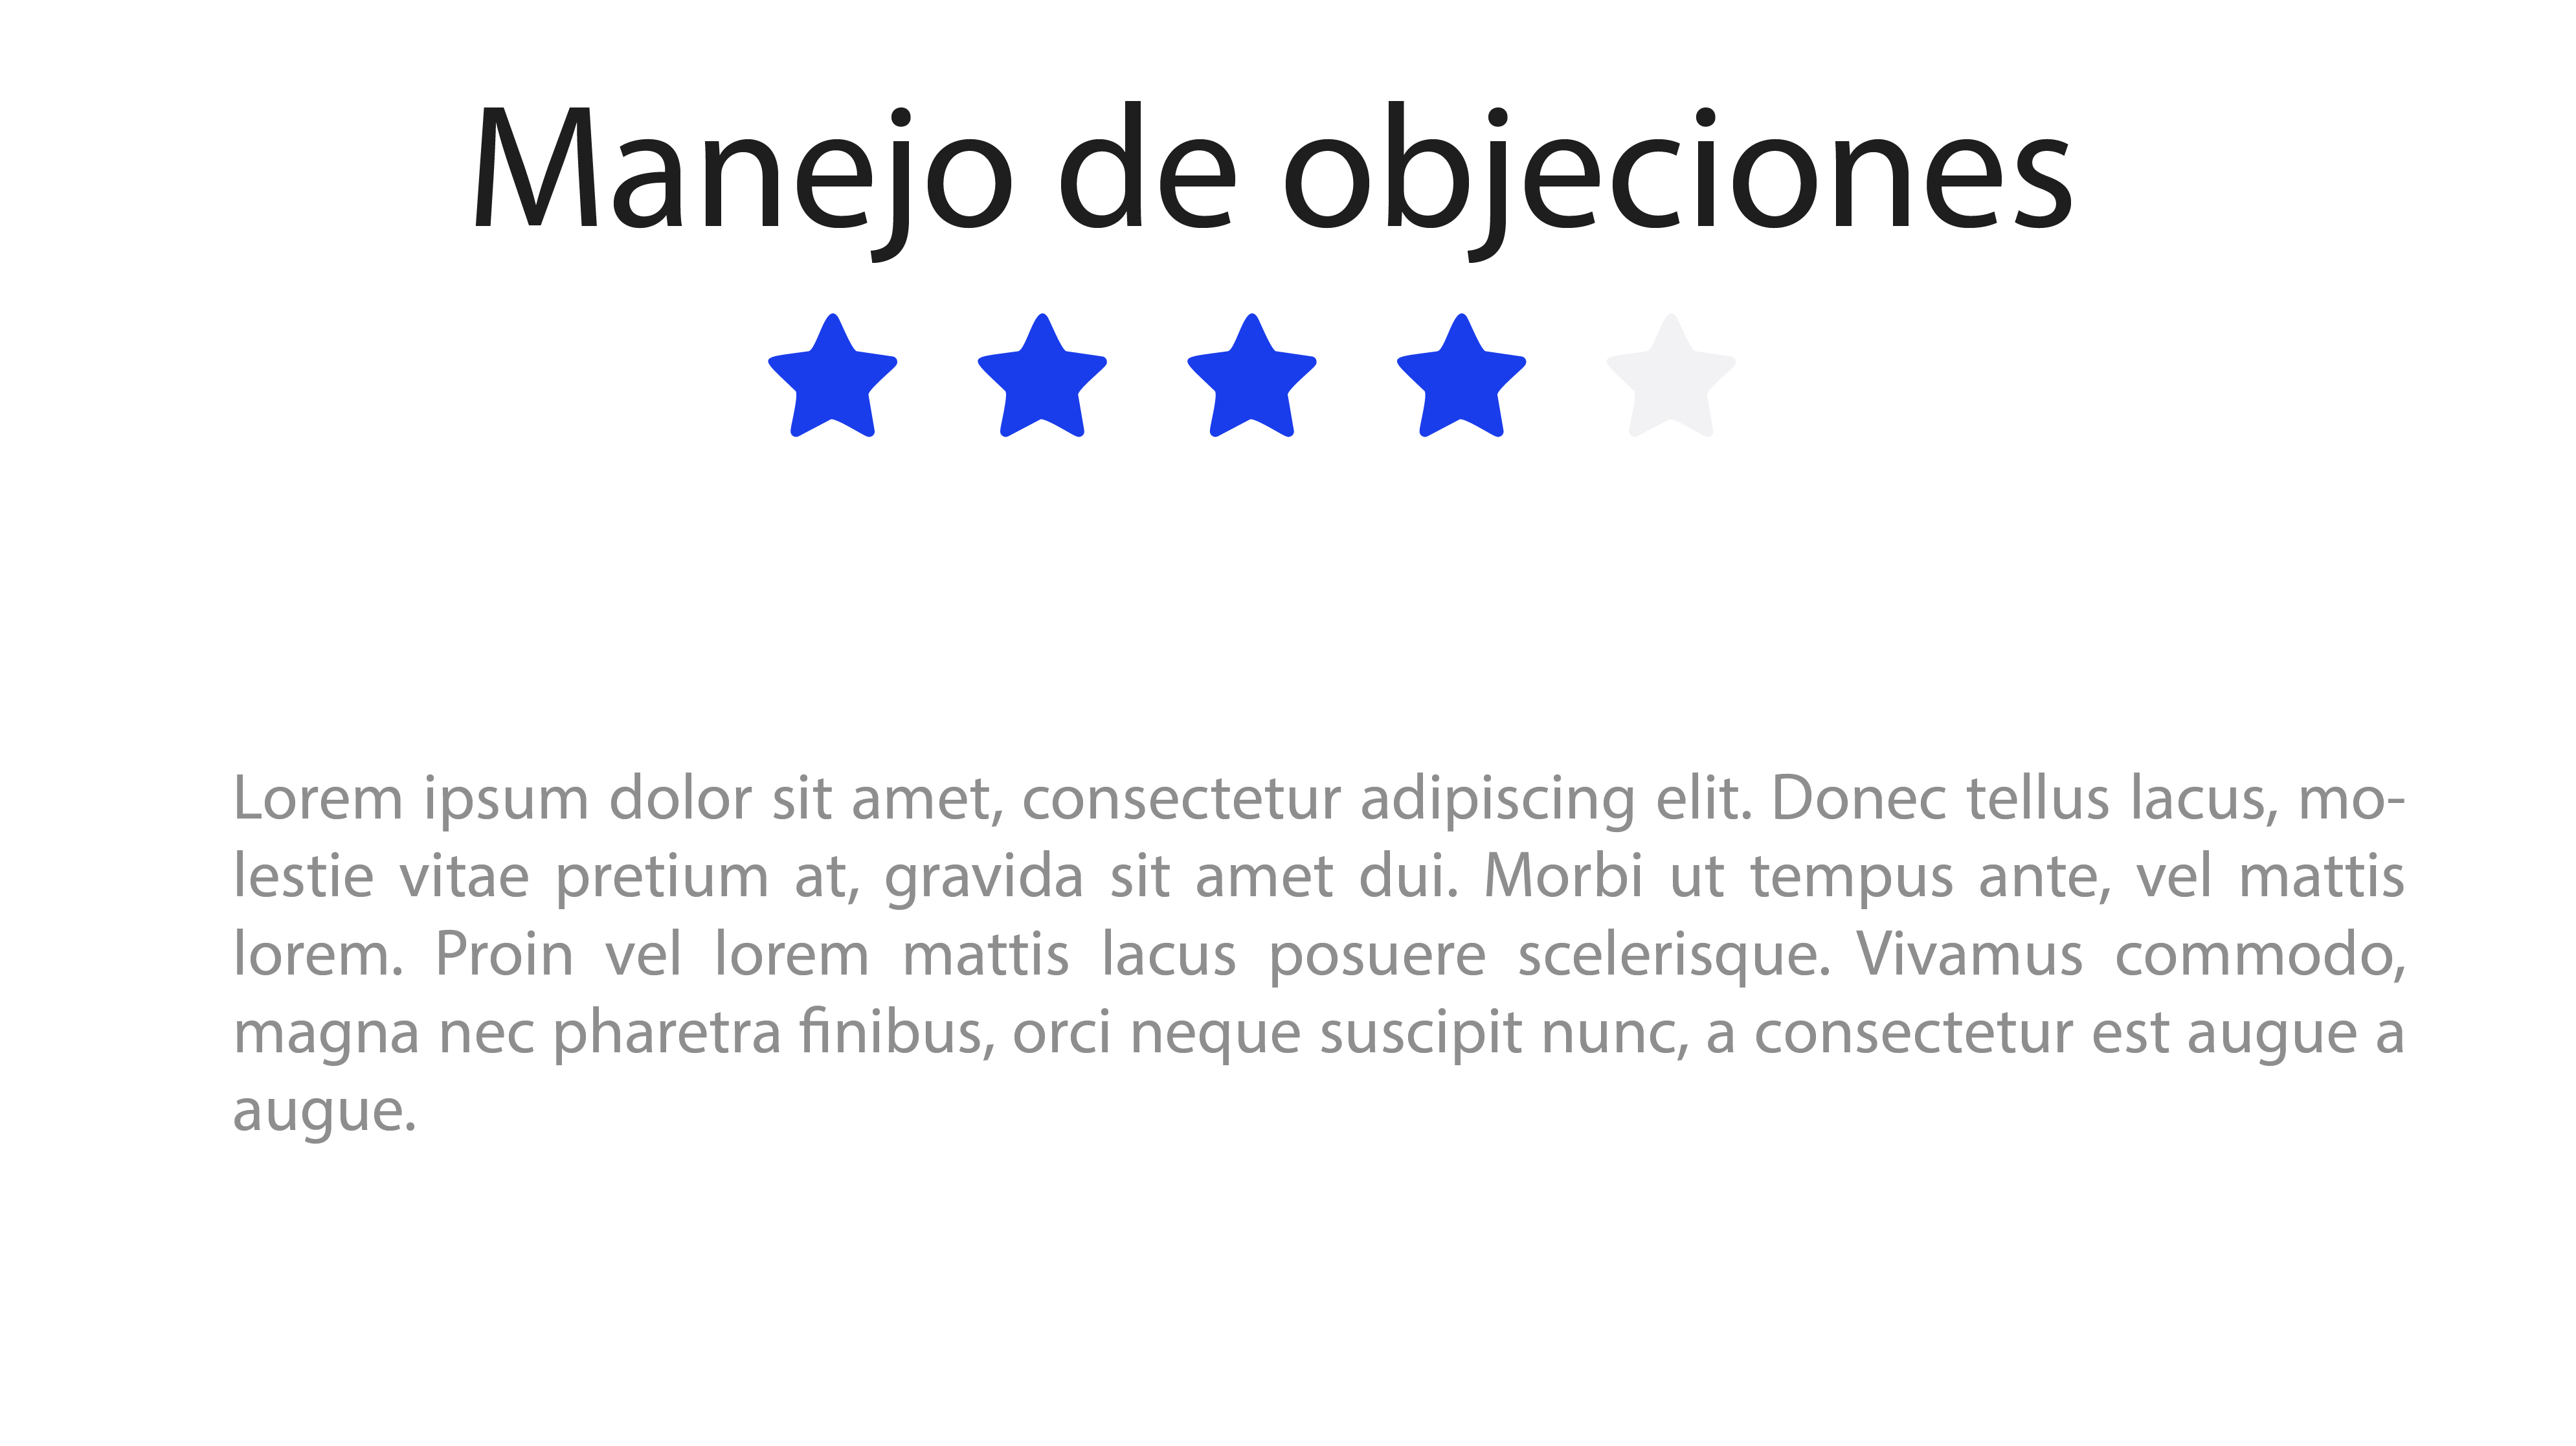 Manejo de objeciones
Lorem ipsum dolor sit amet, consectetur adipiscing elit. Donec tellus lacus, mo-
lestie vitae pretium at, gravida sit amet dui. Morbi ut tempus ante, vel mattis
lorem. Proin vel lorem mattis lacus posuere scelerisque. Vivamus commodo,
magna nec pharetra finibus, orci neque suscipit nunc, a consectetur est augue a
augue.